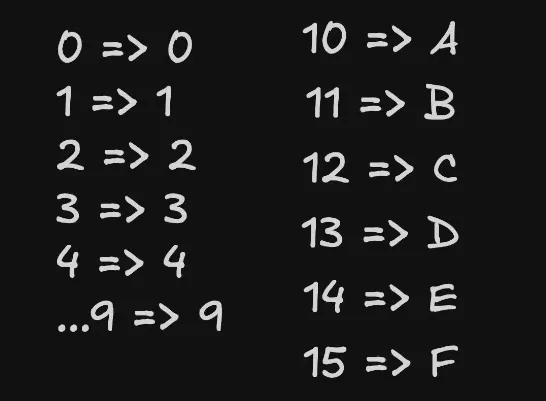 0 => 0
1 => 1
2 => 2
3 => 3
4 => 4
...9 => 9
10 => A
11 => B
12 => C
13 => D
14 => E
15 => F